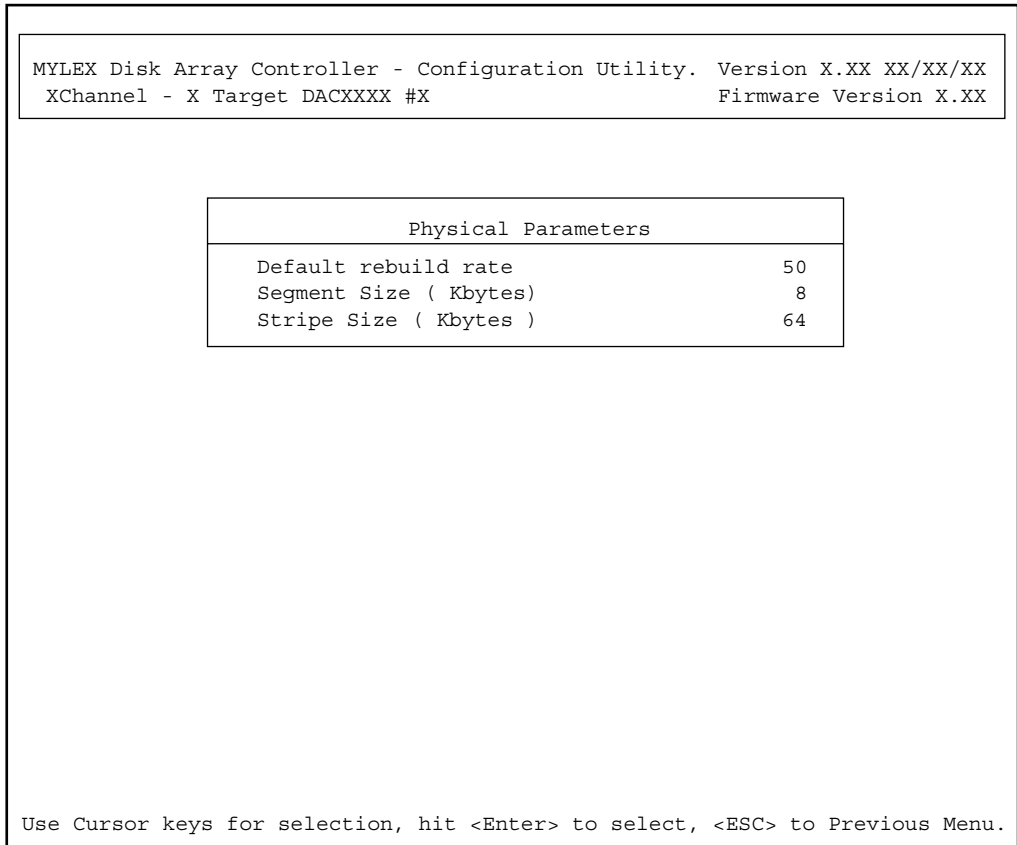 MYLEX Disk Array Controller - Configuration Utility. Version X.XX XX/XX/XX
XChannel - X Target DACXXXX #X Firmware Version X.XX
Physical Parameters
Default rebuild rate 50
Segment Size ( Kbytes) 8
Stripe Size ( Kbytes ) 64
Use Cursor keys for selection, hit <Enter> to select, <ESC> to Previous Menu.